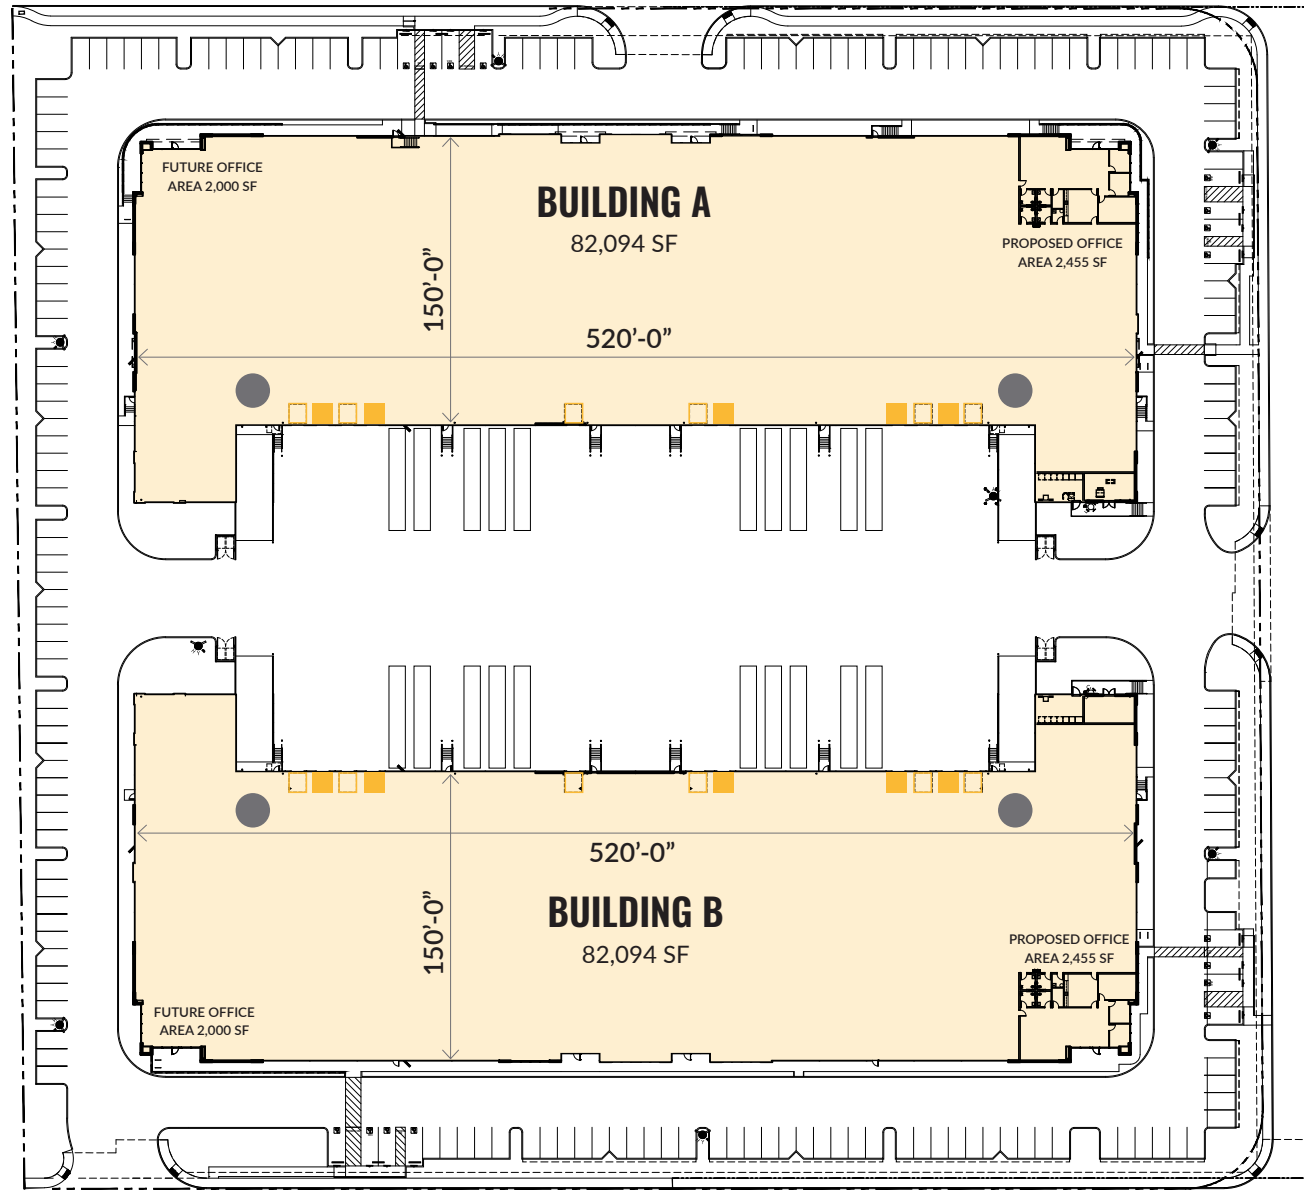 FUTURE OFFICE
AREA 2,000 SF
BUILDING A
82,094 SF
PROPOSED OFFICE
AREA 2,455 SF
150’-0”
520’-0”
520’-0”
150’-0”
BUILDING B
82,094 SF
PROPOSED OFFICE
AREA 2,455 SF
FUTURE OFFICE
AREA 2,000 SF